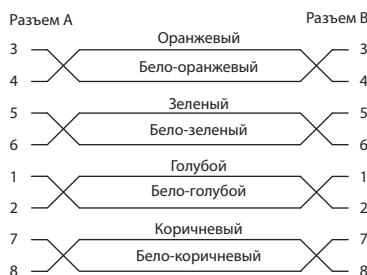 Разъем А Разъем В
3 Оранжевый 3
4 Бело-оранжевый 4
5 Зеленый 5
6 Бело-зеленый 6
1 Голубой 1
2 Бело-голубой 2
7 Коричневый 7
8 Бело-коричневый 8